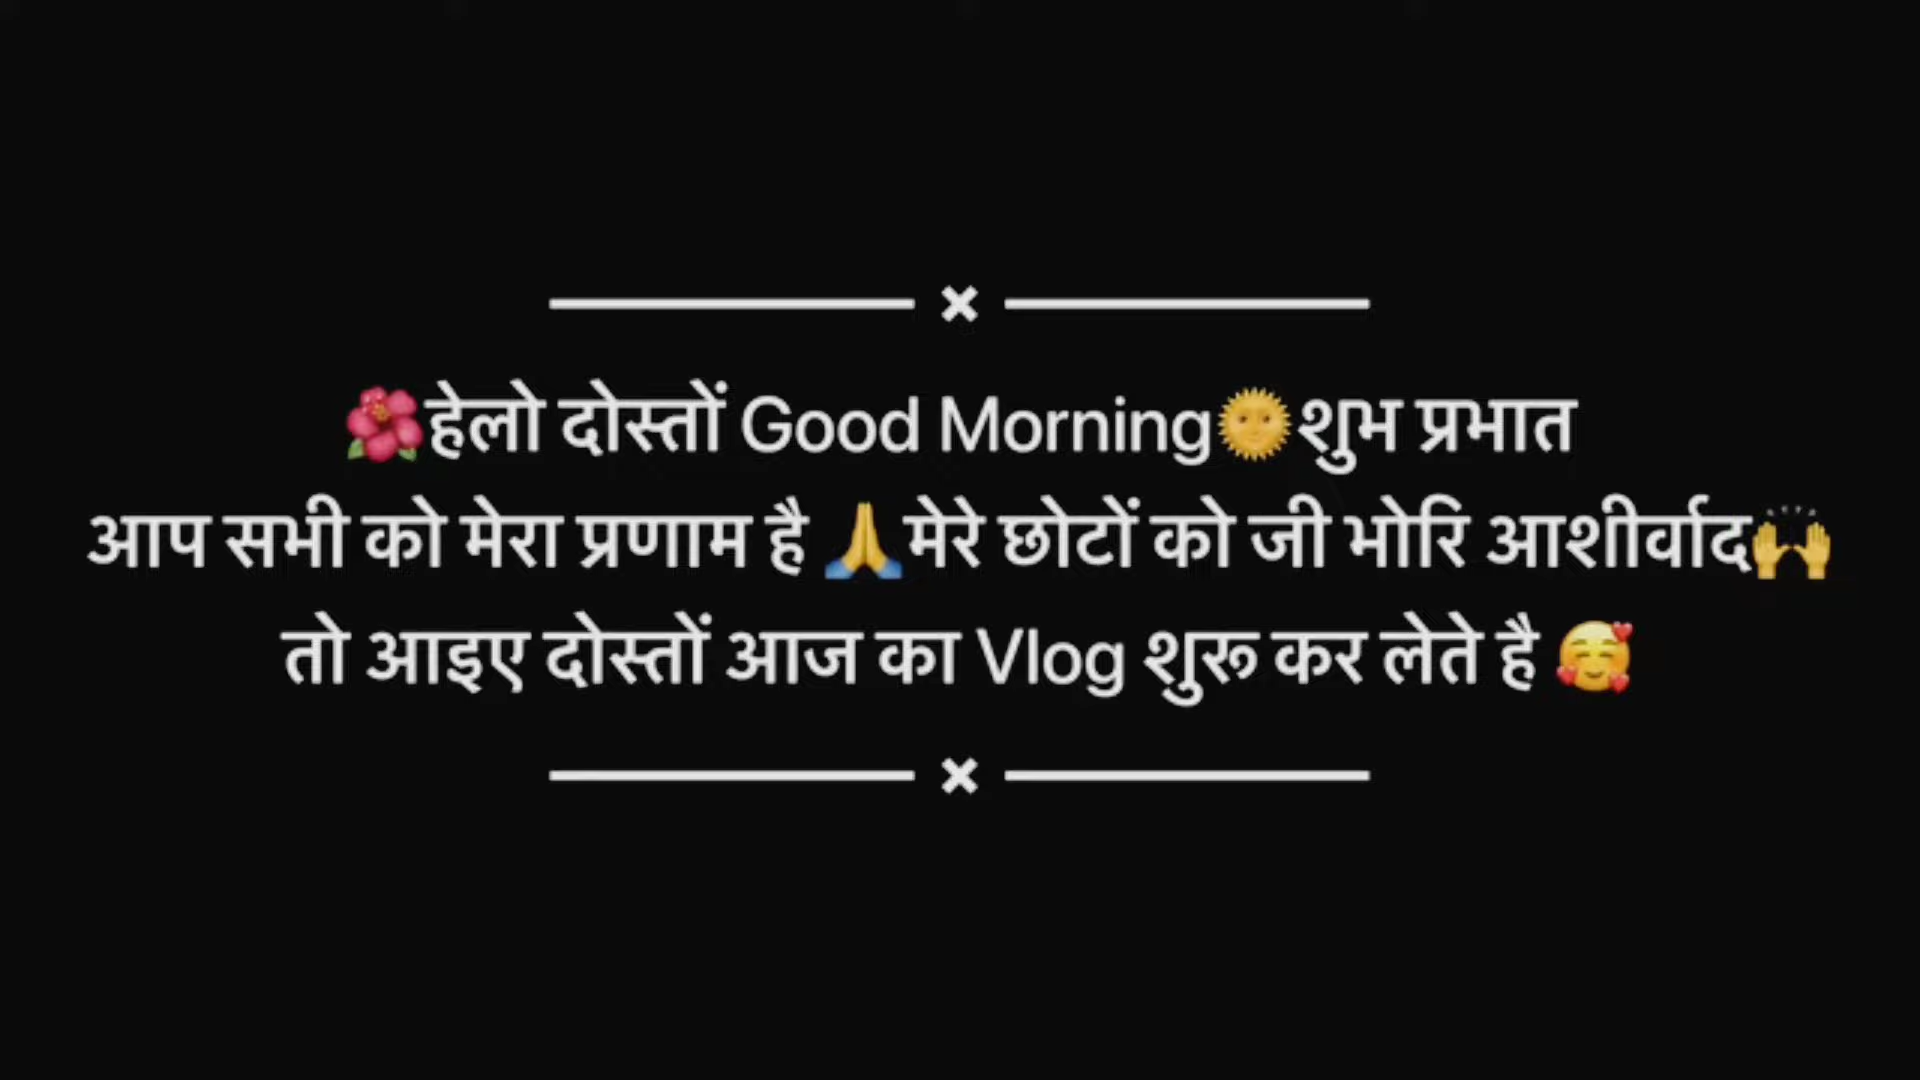 🌺हेलो दोस्तों Good Morning🌞शुभ प्रभात
आप सभी को मेरा प्रणाम है 🙏मेरे छोटों को जी भोरि आशीर्वाद🙌
तो आइए दोस्तों आज का Vlog शुरू कर लेते है 🥰